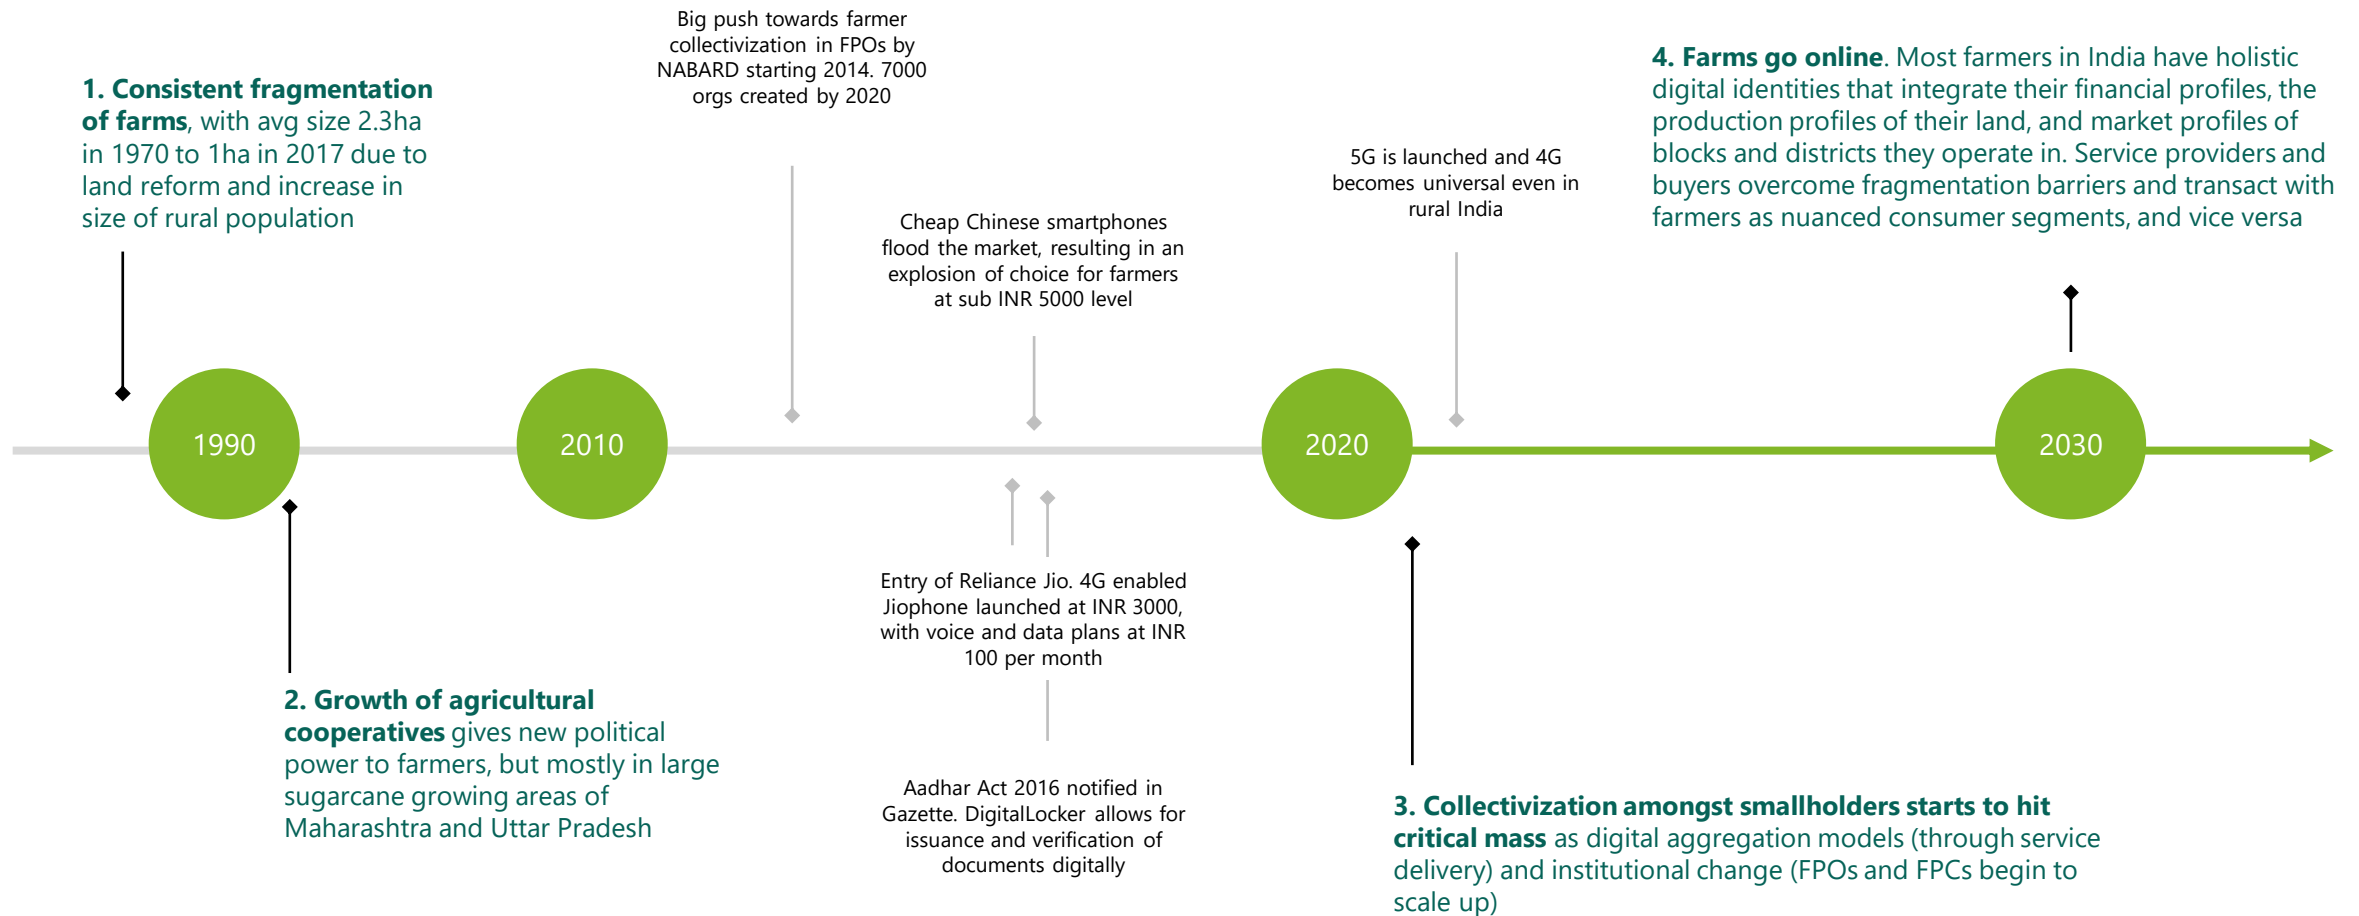 Big push towards farmer
collectivization in FPOs by
NABARD starting 2014. 7000
orgs created by 2020
1. Consistent fragmentation
of farms, with avg size 2.3ha
in 1970 to 1ha in 2017 due to
land reform and increase in
size of rural population
Cheap Chinese smartphones
flood the market, resulting in an
explosion of choice for farmers
at sub INR 5000 level
5G is launched and 4G
becomes universal even in
rural India
4. Farms go online. Most farmers in India have holistic
digital identities that integrate their financial profiles, the
production profiles of their land, and market profiles of
blocks and districts they operate in. Service providers and
buyers overcome fragmentation barriers and transact with
farmers as nuanced consumer segments, and vice versa
1990
2010
2020
2030
Entry of Reliance Jio. 4G enabled
Jiophone launched at INR 3000,
with voice and data plans at INR
100 per month
2. Growth of agricultural
cooperatives gives new political
power to farmers, but mostly in large
sugarcane growing areas of
Maharashtra and Uttar Pradesh
Aadhar Act 2016 notified in
Gazette. DigitalLocker allows for
issuance and verification of
documents digitally
3. Collectivization amongst smallholders starts to hit
critical mass as digital aggregation models (through service
delivery) and institutional change (FPOs and FPCs begin to
scale up)